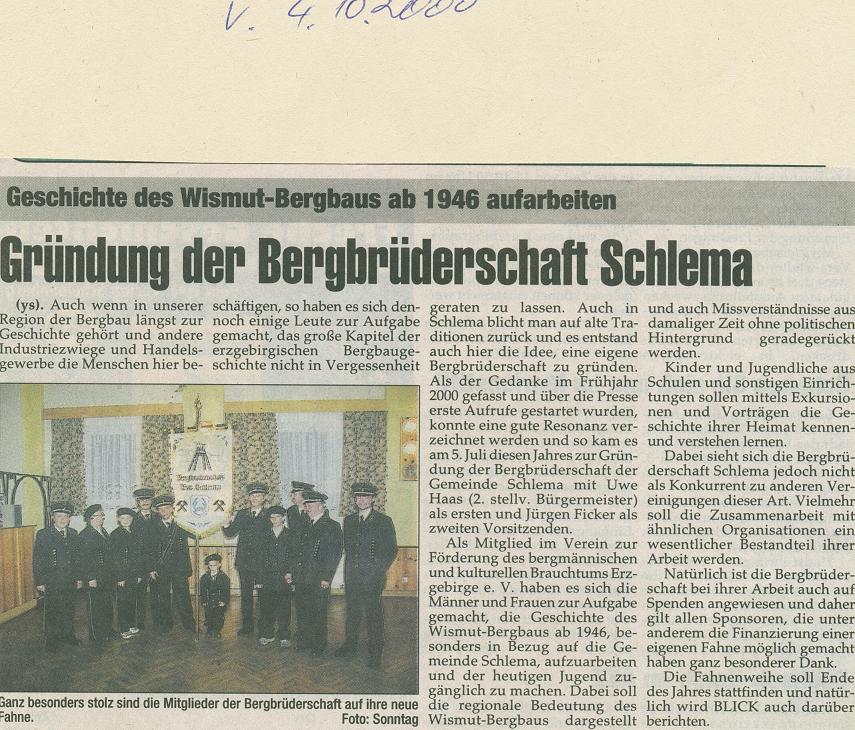 v. 4.10.2000
Geschichte des Wismut-Bergbaus ab 1946 aufarbeiten
Gründung der Bergbrüderschaft Schlema
(ys). Auch wenn in unserer
Region der Bergbau längst zur
Geschichte gehört und andere
Industriezwiege und Handels-
gewerbe die Menschen hier be-
schäftigen, so haben es sich den-
noch einige Leute zur Aufgabe
gemacht, das große Kapitel der
erzgebirgischen Bergbauge-
schichte nicht in Vergessenheit
geraten zu lassen. Auch in
Schlema blicht man auf alte Tra-
ditionen zurück und es entstand
auch hier die Idee, eine eigene
Bergbrüderschaft zu gründen.
Als der Gedanke im Frühjahr
2000 gefasst und über die Presse
erste Aufrufe gestartet wurden,
konnte eine gute Resonanz ver-
zeichnet werden und so kam es
am 5. Juli diesen Jahres zur Grün-
dung der Bergbrüderschaft der
Gemeinde Schlema mit Uwe
Haas (2. stellv. Bürgermeister)
als ersten und Jürgen Ficker als
zweiten Vorsitzenden.
Als Mitglied im Verein zur
Förderung des bergmännischen
und kulturellen Brauchtums Erz-
gebirge e. V. haben es sich die
Männer und Frauen zur Aufgabe
gemacht, die Geschichte des
Wismut-Bergbaus ab 1946, be-
sonders in Bezug auf die Ge-
meinde Schlema, aufzuarbeiten
und der heutigen Jugend zu-
gänglich zu machen. Dabei soll
die regionale Bedeutung des
Wismut-Bergbaus dargestellt
und auch Missverständnisse aus
damaliger Zeit ohne politischen
Hintergrund geradegerückt
werden.
Kinder und Jugendliche aus
Schulen und sonstigen Einrich-
tungen sollen mittels Exkursio-
nen und Vorträgen die Ge-
schichte ihrer Heimat kennen-
und verstehen lernen.
Dabei sieht sich die Bergbrü-
derschaft Schlema jedoch nicht
als Konkurrent zu anderen Ver-
einigungen dieser Art. Vielmehr
soll die Zusammenarbeit mit
ähnlichen Organisationen ein
wesentlicher Bestandteil ihrer
Arbeit werden.
Natürlich ist die Bergbrüder-
schaft bei ihrer Arbeit auch auf
Spenden angewiesen und daher
gilt allen Sponsoren, die unter
anderem die Finanzierung einer
eigenen Fahne möglich gemacht
haben ganz besonderer Dank.
Die Fahnenweihe soll Ende
des Jahres stattfinden und natür-
lich wird BLICK auch darüber
berichten.
Ganz besonders stolz sind die Mitglieder der Bergbrüderschaft auf ihre neue
Fahne. Foto: Sonntag